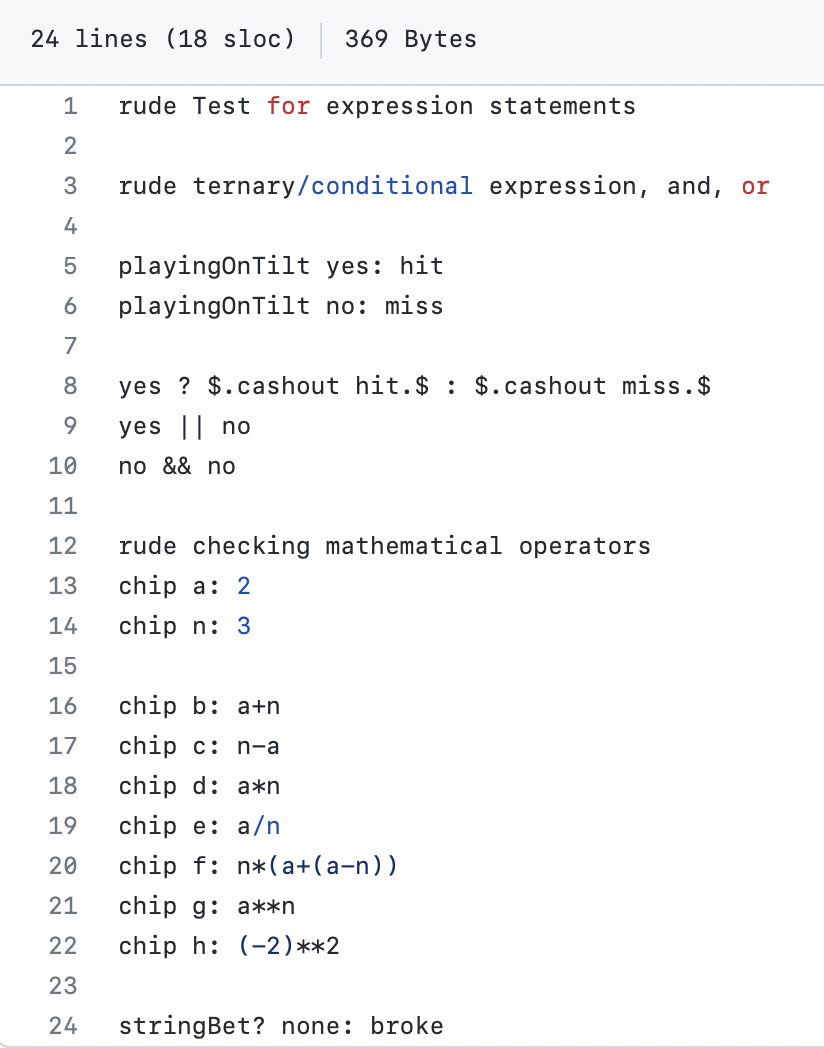 24 lines (18 sloc) 369 Bytes
1 rude Test for expression statements
2
3 rude ternary/conditional expression, and, or
4
5 playingOnTilt yes: hit
6 playingOnTilt no: miss
7
8 yes ? $.cashout hit.$ : $.cashout miss.$
9 yes || no
10 no && no
11
12 rude checking mathematical operators
13 chip a: 2
14 chip n: 3
15
16 chip b: a+n
17 chip c: n-a
18 chip d: a*n
19 chip e: a/n
20 chip f: n*(a+(a-n))
21 chip g: a**n
22 chip h: (-2)**2
23
24 stringBet? none: broke